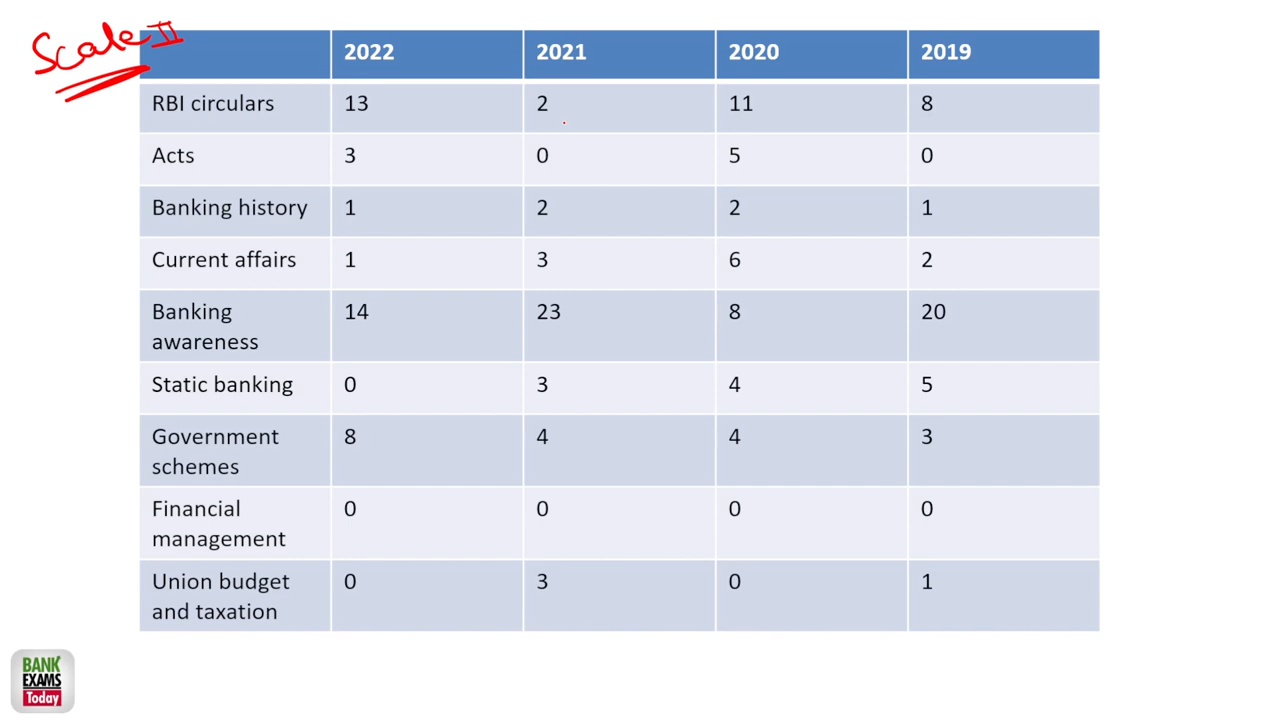 Scale II
2022 2021 2020 2019
RBI circulars 13 2 11 8
Acts 3 0 5 0
Banking history 1 2 2 1
Current affairs 1 3 6 2
Banking 14 23 8 20
awareness
Static banking 0 3 4 5
Government 8 4 4 3
schemes
Financial 0 0 0 0
management
Union budget 0 3 0 1
and taxation
BANK
EXAMS
Today